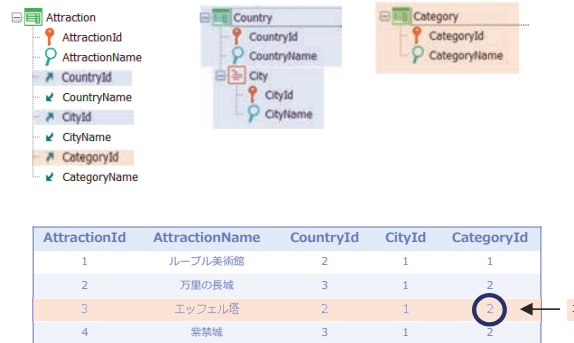 Attraction
AttractionId
AttractionName
CountryId
CountryName
CityId
CityName
CategoryId
CategoryName
Country
CountryId
CountryName
City
CityId
CityName
Category
CategoryId
CategoryName
AttractionId AttractionName CountryId CityId CategoryId
1 ルーブル美術館 2 1 1
2 万里の長城 3 1 2
3 エッフェル塔 2 1 2
4 紫禁城 3 1 2